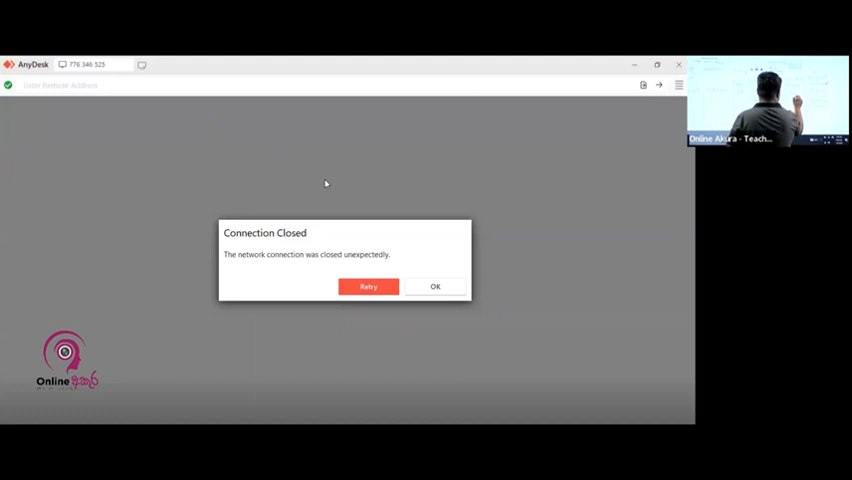 AnyDesk
776 346 525
Enter Remote Address
Online Akura - Teach...
Connection Closed
The network connection was closed unexpectedly.
Retry
OK
Online අකුර